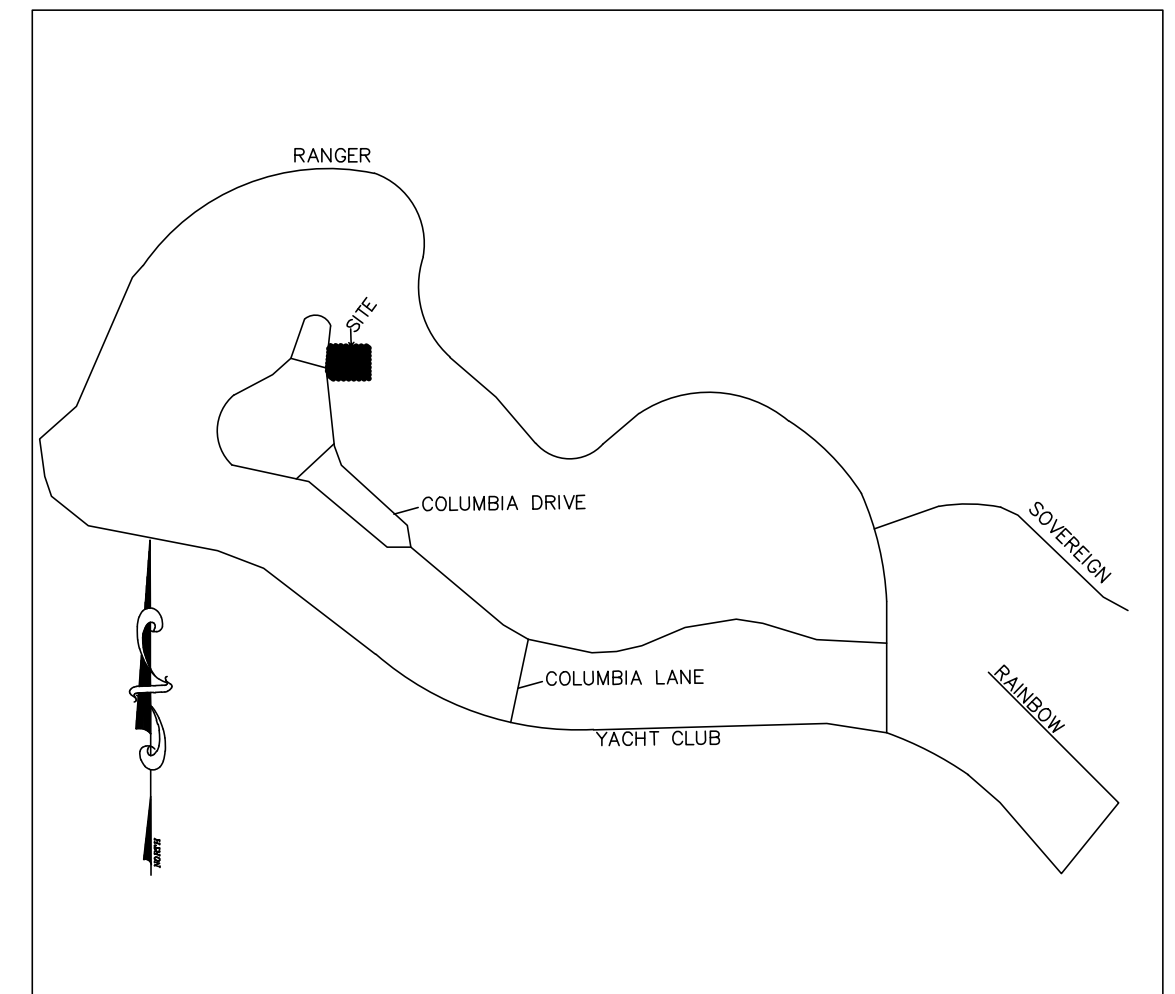 RANGER
SITE
COLUMBIA DRIVE
SOVEREIGN
COLUMBIA LANE
RAINBOW
YACHT CLUB
NORTH